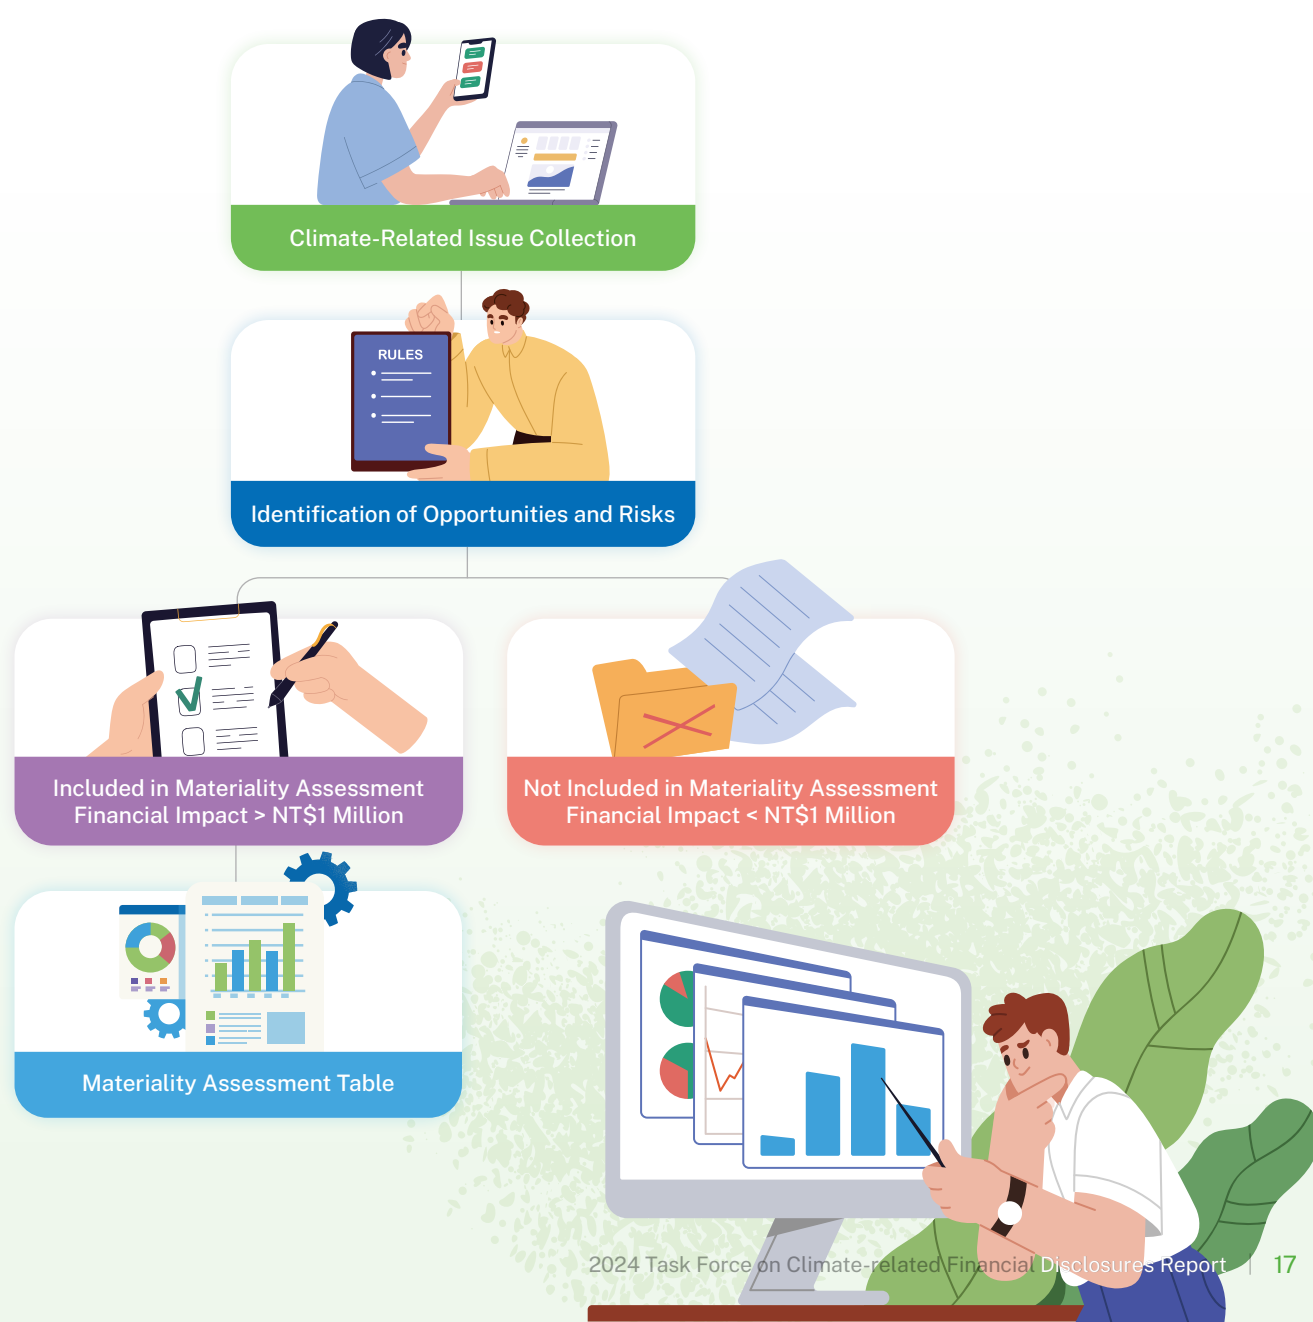 Climate-Related Issue Collection
RULES
Identification of Opportunities and Risks
Included in Materiality Assessment
Financial Impact > NT$1 Million
Not Included in Materiality Assessment
Financial Impact < NT$1 Million
Materiality Assessment Table
2024 Task Force on Climate-related Financial Disclosures Report | 17